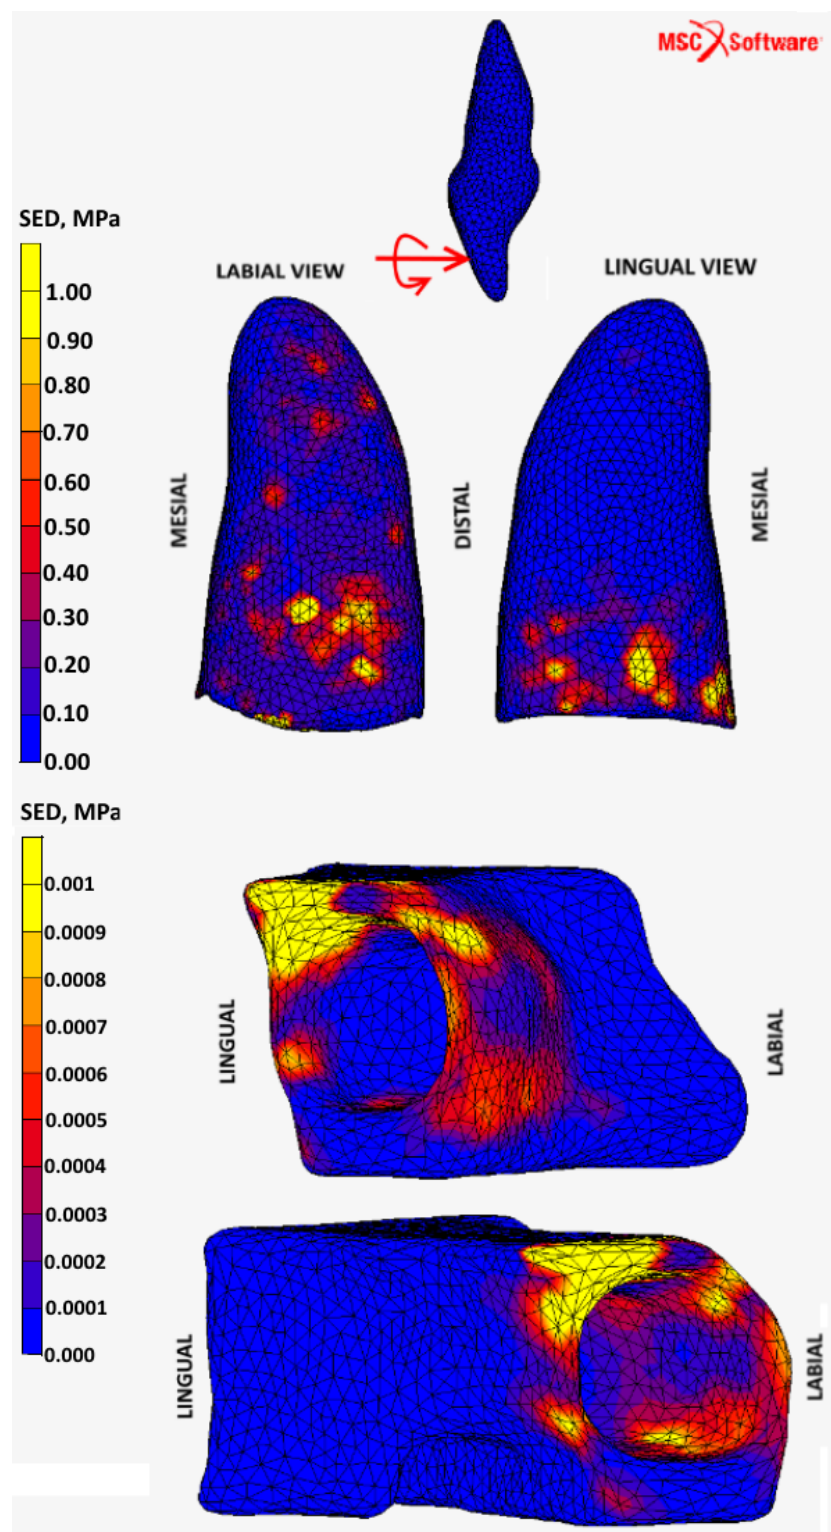 MSC Software
SED, MPa
LABIAL VIEW
LINGUAL VIEW
1.00
0.90
0.80
0.70
0.60
0.50
0.40
0.30
0.20
0.10
0.00
MESIAL
DISTAL
MESIAL
SED, MPa
0.001
0.0009
0.0008
0.0007
0.0006
0.0005
0.0004
0.0003
0.0002
0.0001
0.000
LINGUAL
LABIAL
LINGUAL
LABIAL